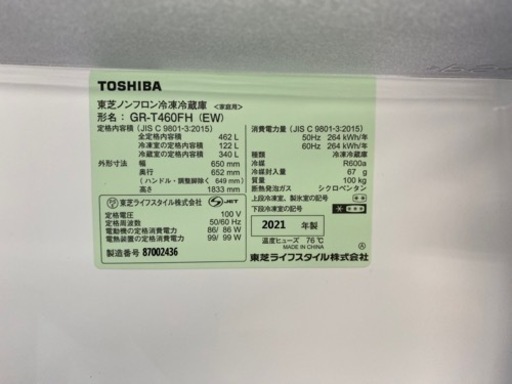 TOSHIBA
東芝ノンフロン冷凍冷蔵庫 <家庭用>
形名: GR-T460FH (EW)
定格内容積 (JIS C 9801-3:2015)
全定格内容積 462 L
冷凍室の定格内容積 122 L
冷蔵室の定格内容積 340 L
外形寸法 幅 650 mm
奥行 652 mm
(ハンドル・調整脚除く 649 mm)
高さ 1833 mm
東芝ライフスタイル株式会社 JET
定格電圧 100 V
定格周波数 50/60 Hz
電動機の定格消費電力 86/ 86 W
電熱装置の定格消費電力 99/ 99 W
製造番号 87002436
消費電力量 (JIS C 9801-3:2015)
50Hz 264 kWh/年
60Hz 264 kWh/年
種類 冷凍冷蔵庫
冷媒 R600a
冷媒封入量 67 g
質量 100 kg
断熱発泡ガス シクロペンタン
上段冷凍室、製氷室の記号
下段冷凍室の記号
2021 年製
温度ヒューズ 76℃
MADE IN CHINA
A
東芝ライフスタイル株式会社